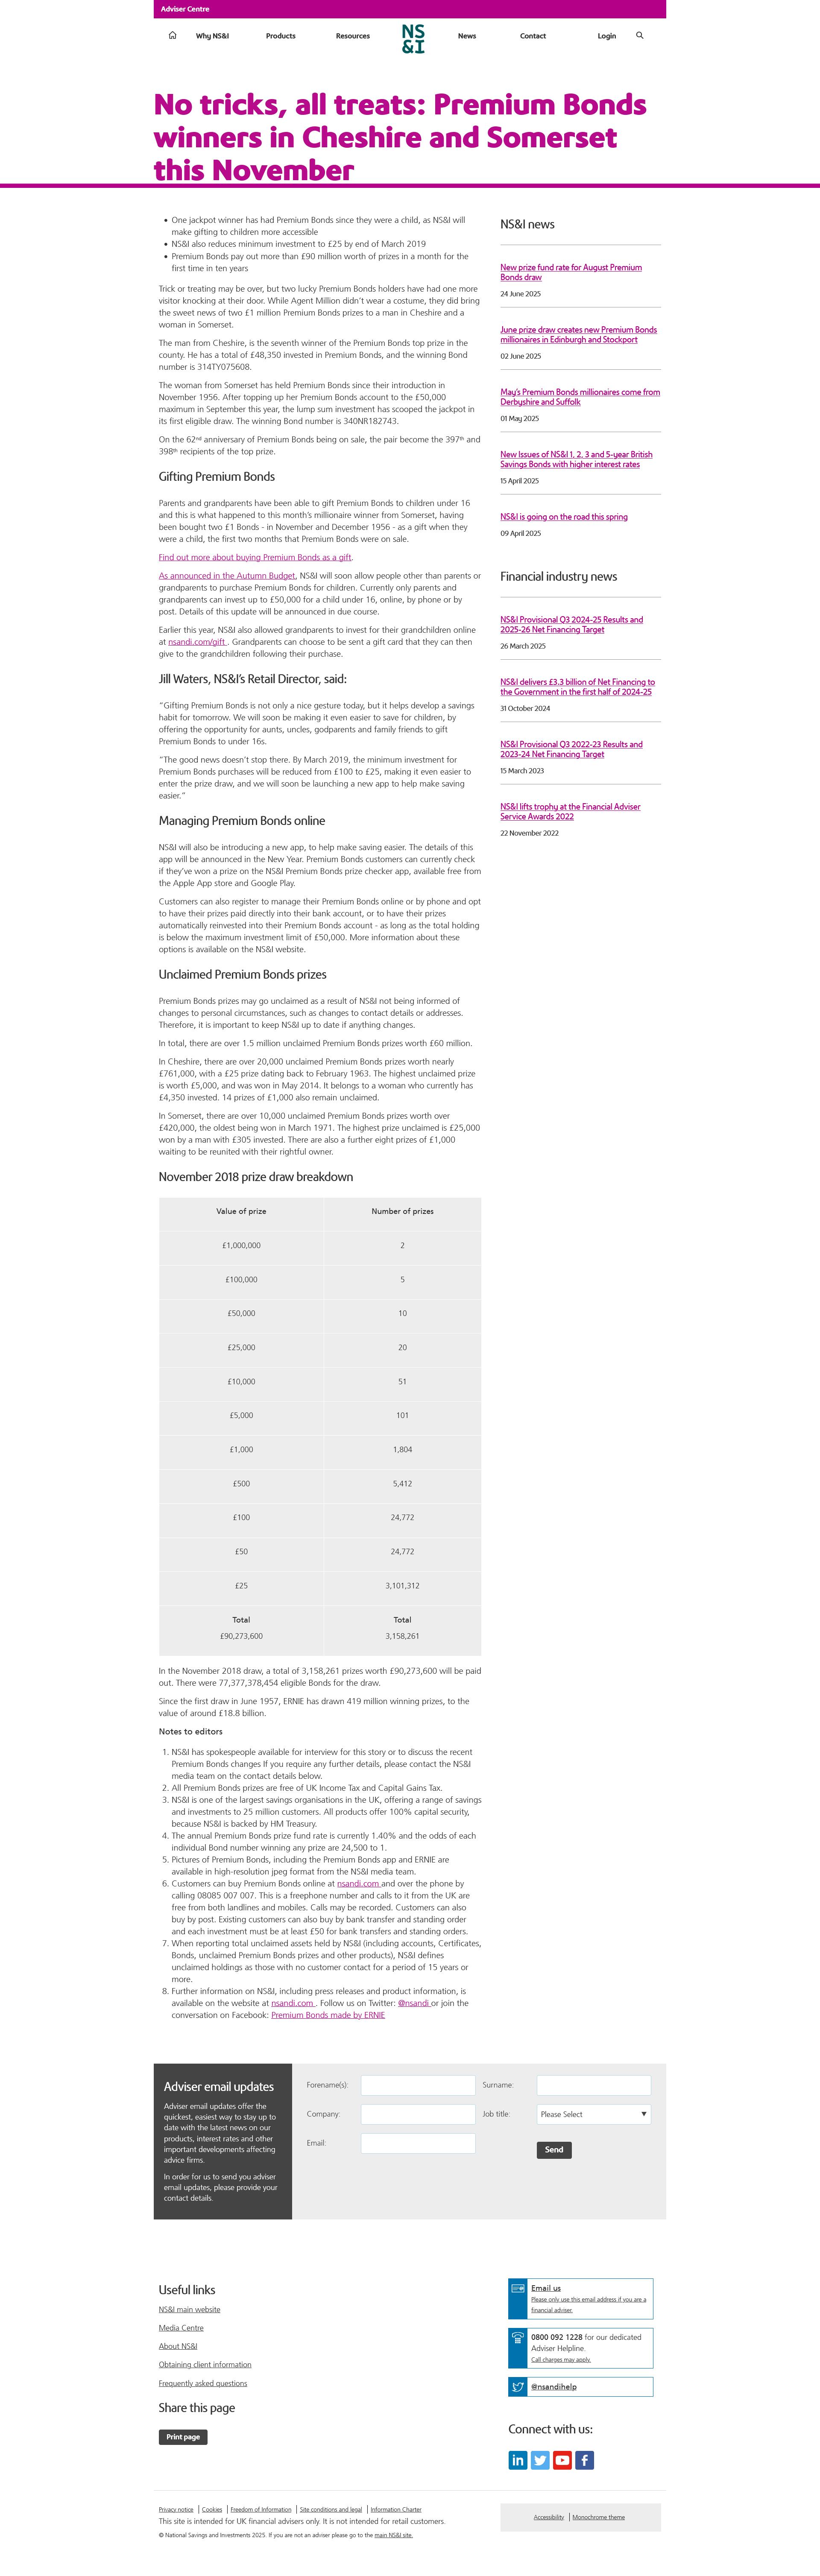 Adviser Centre
Why NS&I
Products
Resources
NS
&I
News
Contact
Login
No tricks, all treats: Premium Bonds
winners in Cheshire and Somerset
this November
• One jackpot winner has had Premium Bonds since they were a child, as NS&I will
make gifting to children more accessible
• NS&I also reduces minimum investment to £25 by end of March 2019
• Premium Bonds pay out more than £90 million worth of prizes in a month for the
first time in ten years
Trick or treating may be over, but two lucky Premium Bonds holders have had one more
visitor knocking at their door. While Agent Million didn't wear a costume, they did bring
the sweet news of two £1 million Premium Bonds prizes to a man in Cheshire and a
woman in Somerset.
The man from Cheshire, is the seventh winner of the Premium Bonds top prize in the
county. He has a total of £48,350 invested in Premium Bonds, and the winning Bond
number is 314TY075608.
The woman from Somerset has held Premium Bonds since their introduction in
November 1956. After topping up her Premium Bonds account to the £50,000
maximum in September this year, the lump sum investment has scooped the jackpot in
its first eligible draw. The winning Bond number is 340NR182743.
On the 62nd anniversary of Premium Bonds being on sale, the pair become the 397th and
398th recipients of the top prize.
Gifting Premium Bonds
Parents and grandparents have been able to gift Premium Bonds to children under 16
and this is what happened to this month's millionaire winner from Somerset, having
been bought two £1 Bonds - in November and December 1956 - as a gift when they
were a child, the first two months that Premium Bonds were on sale.
Find out more about buying Premium Bonds as a gift.
As announced in the Autumn Budget, NS&I will soon allow people other than parents or
grandparents to purchase Premium Bonds for children. Currently only parents and
grandparents can invest up to £50,000 for a child under 16, online, by phone or by
post. Details of this update will be announced in due course.
Earlier this year, NS&I also allowed grandparents to invest for their grandchildren online
at nsandi.com/gift . Grandparents can choose to be sent a gift card that they can then
give to the grandchildren following their purchase.
Jill Waters, NS&I's Retail Director, said:
"Gifting Premium Bonds is not only a nice gesture today, but it helps develop a savings
habit for tomorrow. We will soon be making it even easier to save for children, by
offering the opportunity for aunts, uncles, godparents and family friends to gift
Premium Bonds to under 16s.
"The good news doesn't stop there. By March 2019, the minimum investment for
Premium Bonds purchases will be reduced from £100 to £25, making it even easier to
enter the prize draw, and we will soon be launching a new app to help make saving
easier."
Managing Premium Bonds online
NS&I will also be introducing a new app, to help make saving easier. The details of this
app will be announced in the New Year. Premium Bonds customers can currently check
if they've won a prize on the NS&I Premium Bonds prize checker app, available free from
the Apple App store and Google Play.
Customers can also register to manage their Premium Bonds online or by phone and opt
to have their prizes paid directly into their bank account, or to have their prizes
automatically reinvested into their Premium Bonds account - as long as the total holding
is below the maximum investment limit of £50,000. More information about these
options is available on the NS&I website.
Unclaimed Premium Bonds prizes
Premium Bonds prizes may go unclaimed as a result of NS&I not being informed of
changes to personal circumstances, such as changes to contact details or addresses.
Therefore, it is important to keep NS&I up to date if anything changes.
In total, there are over 1.5 million unclaimed Premium Bonds prizes worth £60 million.
In Cheshire, there are over 20,000 unclaimed Premium Bonds prizes worth nearly
£761,000, with a £25 prize dating back to February 1963. The highest unclaimed prize
is worth £5,000, and was won in May 2014. It belongs to a woman who currently has
£4,350 invested. 14 prizes of £1,000 also remain unclaimed.
In Somerset, there are over 10,000 unclaimed Premium Bonds prizes worth over
£420,000, the oldest being won in March 1971. The highest prize unclaimed is £25,000
won by a man with £305 invested. There are also a further eight prizes of £1,000
waiting to be reunited with their rightful owner.
November 2018 prize draw breakdown
Value of prize Number of prizes
£1,000,000 2
£100,000 5
£50,000 10
£25,000 20
£10,000 51
£5,000 101
£1,000 1,804
£500 5,412
£100 24,772
£50 24,772
£25 3,101,312
Total Total
£90,273,600 3,158,261
In the November 2018 draw, a total of 3,158,261 prizes worth £90,273,600 will be paid
out. There were 77,377,378,454 eligible Bonds for the draw.
Since the first draw in June 1957, ERNIE has drawn 419 million winning prizes, to the
value of around £18.8 billion.
Notes to editors
1. NS&I has spokespeople available for interview for this story or to discuss the recent
Premium Bonds changes If you require any further details, please contact the NS&I
media team on the contact details below.
2. All Premium Bonds prizes are free of UK Income Tax and Capital Gains Tax.
3. NS&I is one of the largest savings organisations in the UK, offering a range of savings
and investments to 25 million customers. All products offer 100% capital security,
because NS&I is backed by HM Treasury.
4. The annual Premium Bonds prize fund rate is currently 1.40% and the odds of each
individual Bond number winning any prize are 24,500 to 1.
5. Pictures of Premium Bonds, including the Premium Bonds app and ERNIE are
available in high-resolution jpeg format from the NS&I media team.
6. Customers can buy Premium Bonds online at nsandi.com and over the phone by
calling 08085 007 007. This is a freephone number and calls to it from the UK are
free from both landlines and mobiles. Calls may be recorded. Customers can also
buy by post. Existing customers can also buy by bank transfer and standing order
and each investment must be at least £50 for bank transfers and standing orders.
7. When reporting total unclaimed assets held by NS&I (including accounts, Certificates,
Bonds, unclaimed Premium Bonds prizes and other products), NS&I defines
unclaimed holdings as those with no customer contact for a period of 15 years or
more.
8. Further information on NS&I, including press releases and product information, is
available on the website at nsandi.com . Follow us on Twitter: @nsandi or join the
conversation on Facebook: Premium Bonds made by ERNIE
NS&I news
New prize fund rate for August Premium
Bonds draw
24 June 2025
June prize draw creates new Premium Bonds
millionaires in Edinburgh and Stockport
02 June 2025
May's Premium Bonds millionaires come from
Derbyshire and Suffolk
01 May 2025
New Issues of NS&I 1, 2, 3 and 5-year British
Savings Bonds with higher interest rates
15 April 2025
NS&I is going on the road this spring
09 April 2025
Financial industry news
NS&I Provisional Q3 2024-25 Results and
2025-26 Net Financing Target
26 March 2025
NS&I delivers £3.3 billion of Net Financing to
the Government in the first half of 2024-25
31 October 2024
NS&I Provisional Q3 2022-23 Results and
2023-24 Net Financing Target
15 March 2023
NS&I lifts trophy at the Financial Adviser
Service Awards 2022
22 November 2022
Adviser email updates
Adviser email updates offer the
quickest, easiest way to stay up to
date with the latest news on our
products, interest rates and other
important developments affecting
advice firms.
In order for us to send you adviser
email updates, please provide your
contact details.
Forename(s):
Surname:
Company:
Job title:
Please Select
Email:
Send
Useful links
NS&I main website
Media Centre
About NS&I
Obtaining client information
Frequently asked questions
Share this page
Print page
Email us
Please only use this email address if you are a
financial adviser.
0800 092 1228 for our dedicated
Adviser Helpline.
Call charges may apply.
@nsandihelp
Connect with us:
Privacy notice | Cookies | Freedom of Information | Site conditions and legal | Information Charter
This site is intended for UK financial advisers only. It is not intended for retail customers.
© National Savings and Investments 2025. If you are not an adviser please go to the main NS&I site.
Accessibility | Monochrome theme